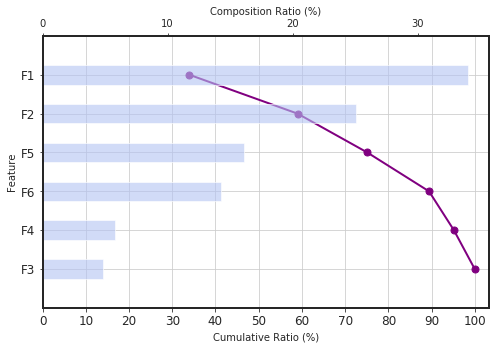 Composition Ratio (%)
0 10 20 30
F1
F2
F5
F6
F4
F3
Feature
0 10 20 30 40 50 60 70 80 90 100
Cumulative Ratio (%)